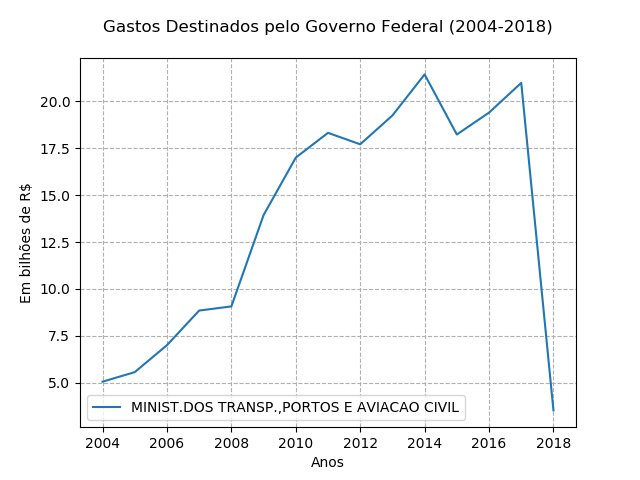 Gastos Destinados pelo Governo Federal (2004-2018)
Em bilhões de R$
20.0
17.5
15.0
12.5
10.0
7.5
5.0
MINIST.DOS TRANSP.,PORTOS E AVIACAO CIVIL
2004 2006 2008 2010 2012 2014 2016 2018
Anos